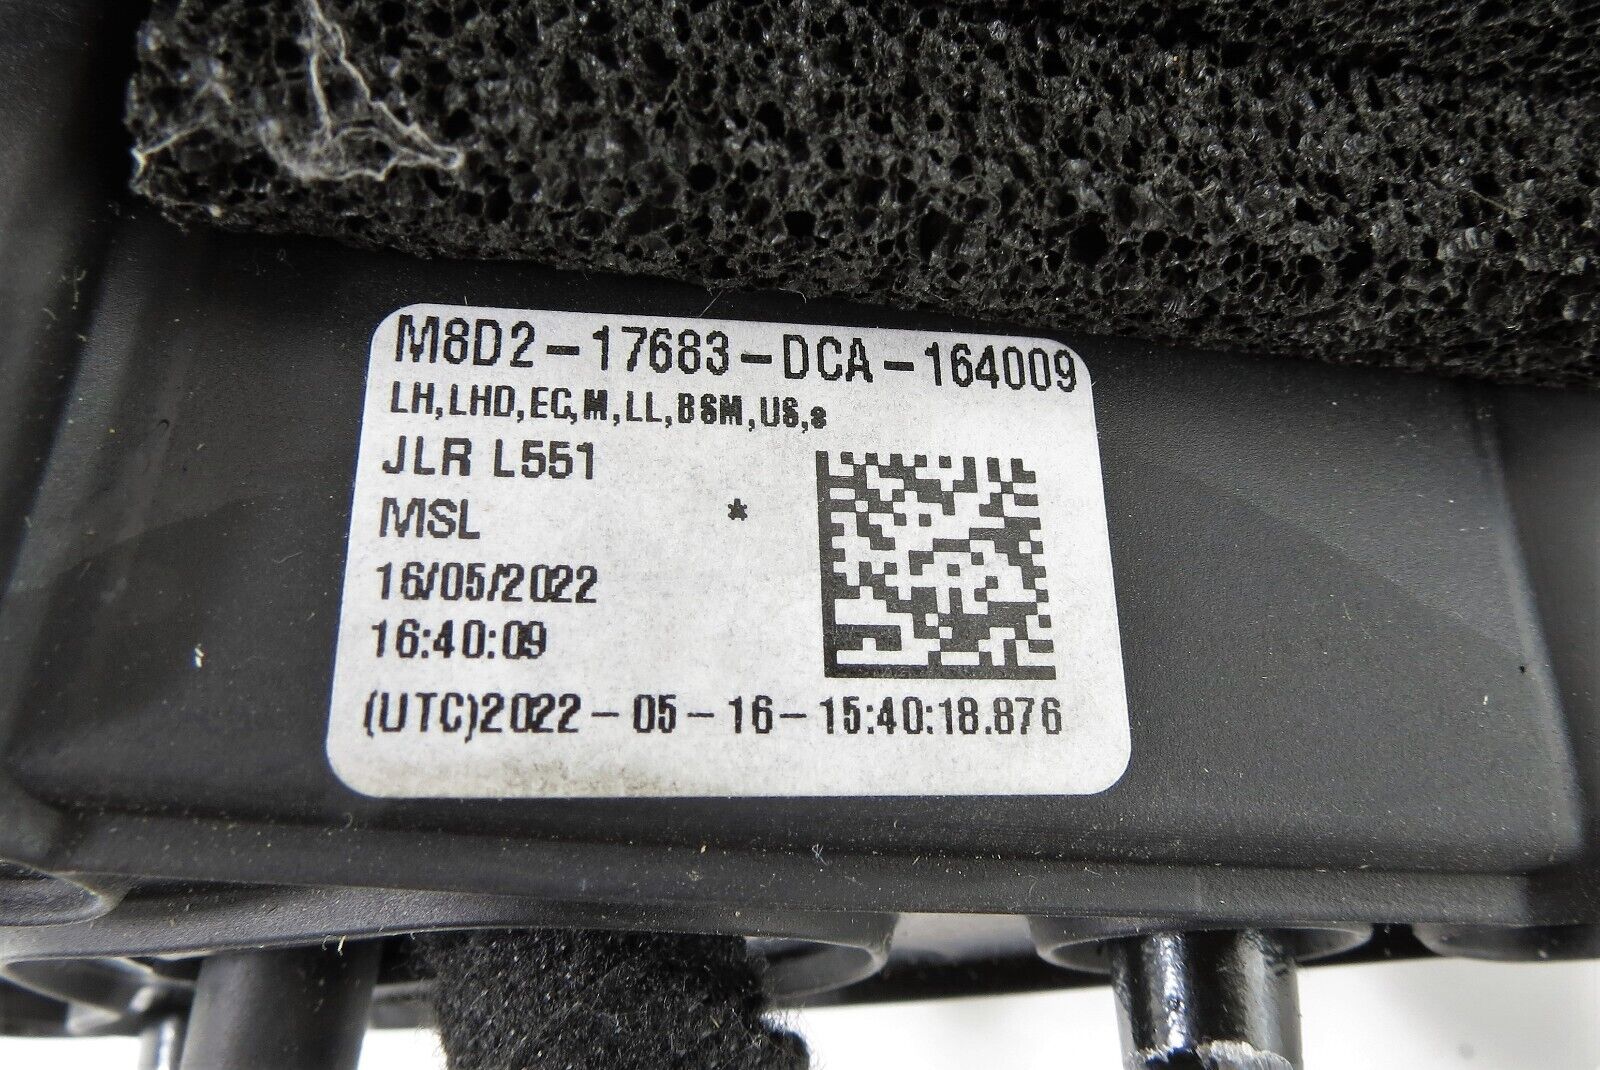 M8D2-17683-DCA-164009
LH,LHD,EC,M,LL,BSM,US,s
JLR L551
MSL *
16/05/2022
16:40:09
(UTC)2022-05-16-15:40:18.876